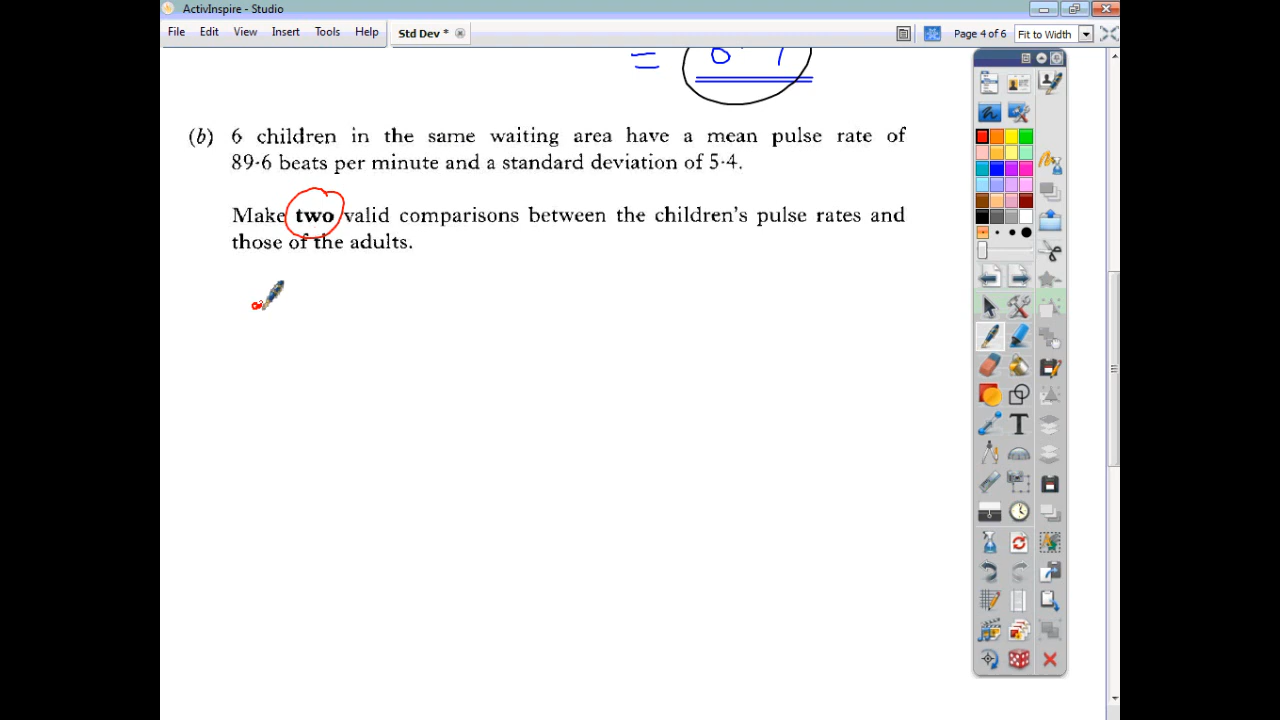 ActivInspire - Studio
File Edit View Insert Tools Help Std Dev * Page 4 of 6 Fit to Width
=
(b) 6 children in the same waiting area have a mean pulse rate of
89·6 beats per minute and a standard deviation of 5·4.
Make two valid comparisons between the children's pulse rates and
those of the adults.